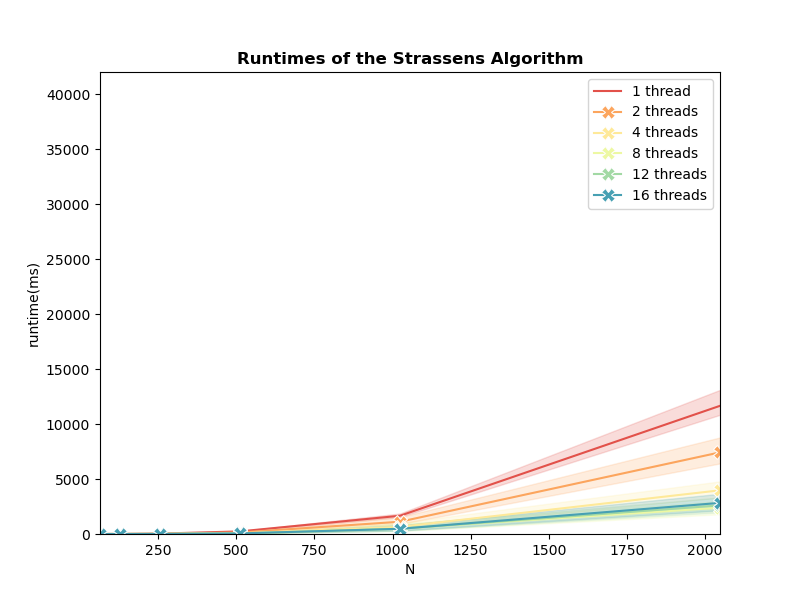 Runtimes of the Strassens Algorithm
40000
35000
30000
25000
20000
15000
10000
5000
0
runtime(ms)
1 thread
2 threads
4 threads
8 threads
12 threads
16 threads
250
500
750
1000
1250
1500
1750
2000
N